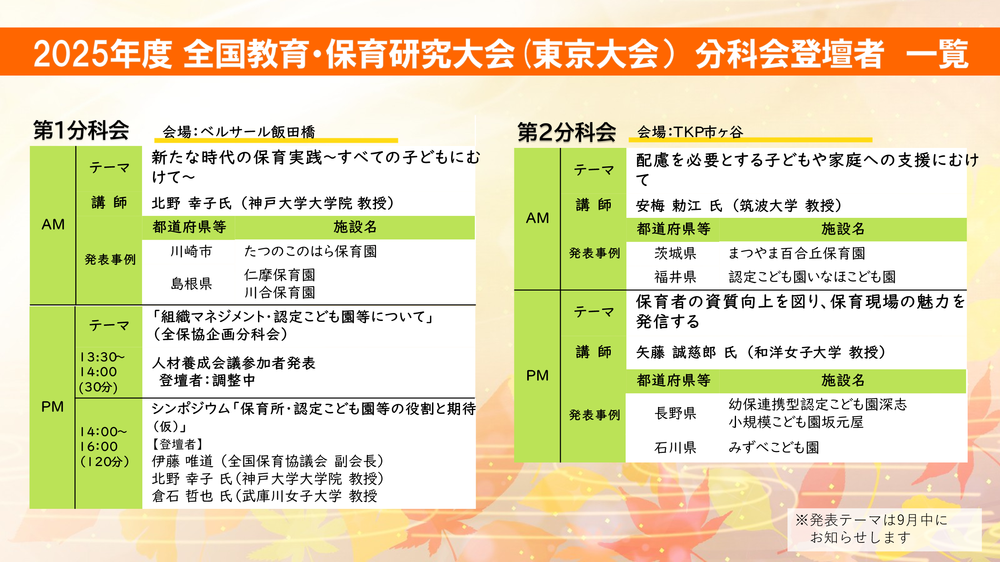 2025年度 全国教育・保育研究大会(東京大会) 分科会登壇者 一覧
第1分科会
会場：ベルサール飯田橋
AM
テーマ
新たな時代の保育実践～すべての子どもにむ
けて～
講 師
北野 幸子氏（神戸大学大学院 教授）
発表事例
都道府県等
施設名
川崎市
たつのこのはら保育園
島根県
仁摩保育園
川合保育園
PM
テーマ
「組織マネジメント・認定こども園等について」
（全保協企画分科会）
13:30～
14:00
(30分)
人材養成会議参加者発表
登壇者：調整中
14:00～
16:00
（120分）
シンポジウム「保育所・認定こども園等の役割と期待
（仮）」
【登壇者】
伊藤 唯道（全国保育協議会 副会長）
北野 幸子 氏（神戸大学大学院 教授）
倉石 哲也 氏（武庫川女子大学 教授
第2分科会
会場：TKP市ヶ谷
AM
テーマ
配慮を必要とする子どもや家庭への支援にむけ
て
講 師
安梅 勅江 氏（筑波大学 教授）
発表事例
都道府県等
施設名
茨城県
まつやま百合丘保育園
福井県
認定こども園いなほこども園
PM
テーマ
保育者の資質向上を図り、保育現場の魅力を
発信する
講 師
矢藤 誠慈郎 氏（和洋女子大学 教授）
発表事例
都道府県等
施設名
長野県
幼保連携型認定こども園深志
小規模こども園坂元屋
石川県
みずべこども園
※発表テーマは9月中に
お知らせします